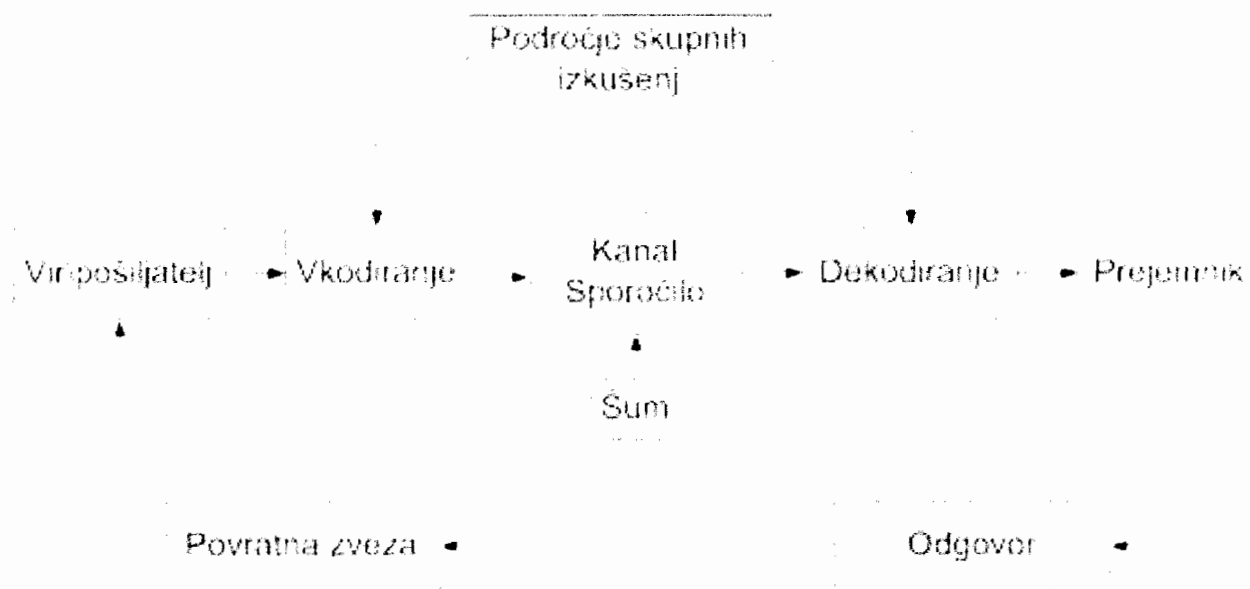 Področje skupnih
izkušenj
Vir/pošiljatelj
Vkodiranje
Kanal
Sporočilo
Dekodiranje
Prejemnik
Šum
Povratna zveza
Odgovor